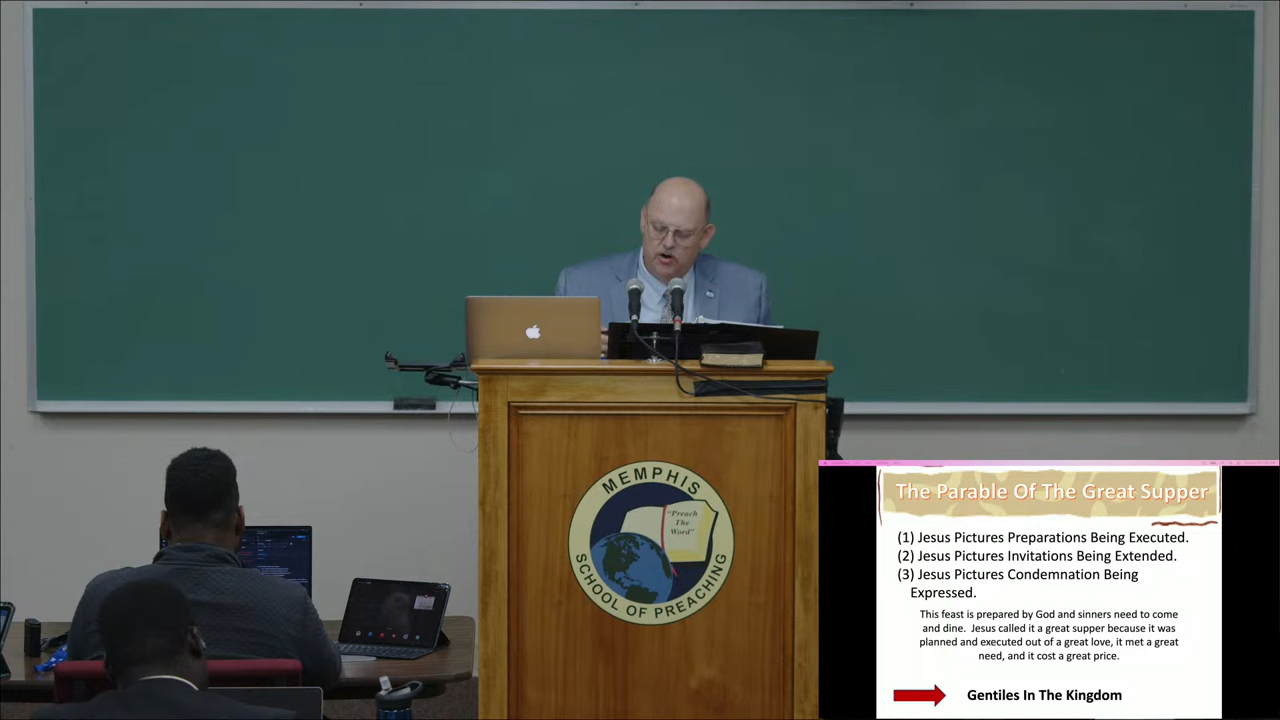 MEMPHIS
"Preach
The
Word"
SCHOOL OF PREACHING
The Parable Of The Great Supper
(1) Jesus Pictures Preparations Being Executed.
(2) Jesus Pictures Invitations Being Extended.
(3) Jesus Pictures Condemnation Being
Expressed.
This feast is prepared by God and sinners need to come
and dine. Jesus called it a great supper because it was
planned and executed out of a great love, it met a great
need, and it cost a great price.
Gentiles In The Kingdom